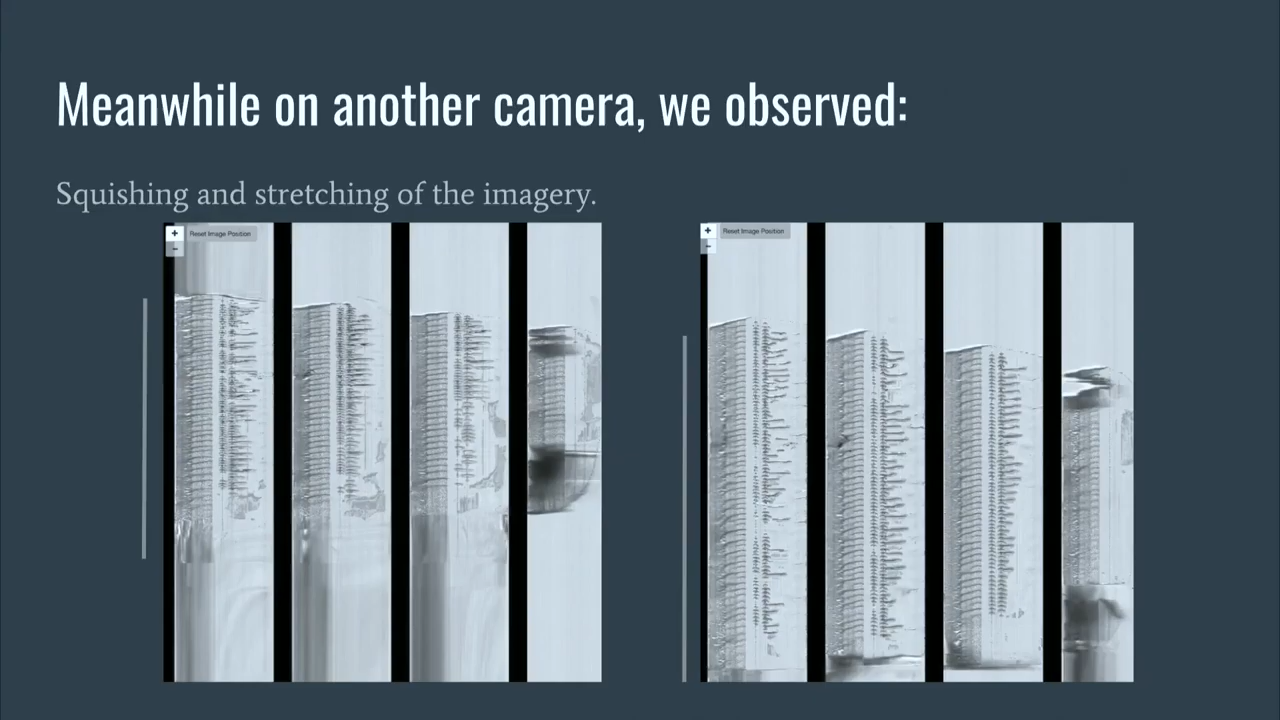 Meanwhile on another camera, we observed:
Squishing and stretching of the imagery.
+ Reset Image Position
−
+ Reset Image Position
−